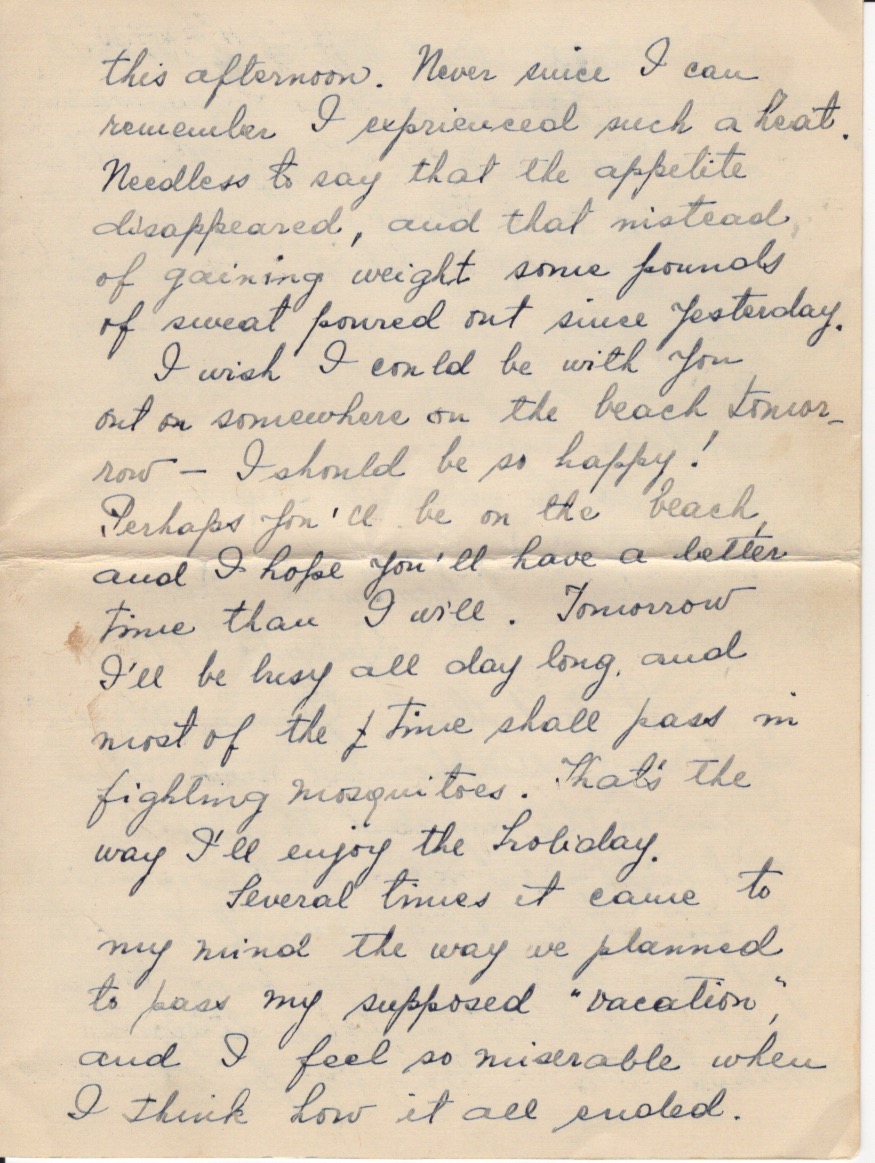 this afternoon. Never since I can
remember I exprienced such a heat.
Needless to say that the appetite
disappeared, and that instead,
of gaining weight some pounds
of sweat poured out since yesterday.
I wish I could be with you
out on somewhere on the beach tomor-
row – I should be so happy!
Perhaps you'll be on the beach,
and I hope you'll have a better
time than I will. Tomorrow
I'll be busy all day long, and
most of the time shall pass in
fighting mosquitoes. That's the
way I'll enjoy the holiday.
Several times it came to
my mind the way we planned
to pass my supposed "vacation",
and I feel so miserable when
I think how it all ended.